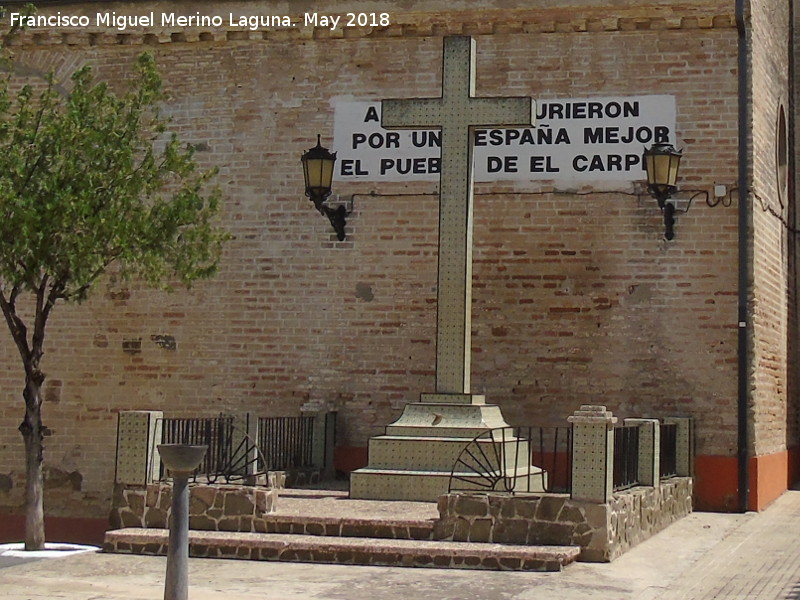 Francisco Miguel Merino Laguna. May 2018
A URIERON
POR UN ESPAÑA MEJOR
EL PUEB DE EL CARP